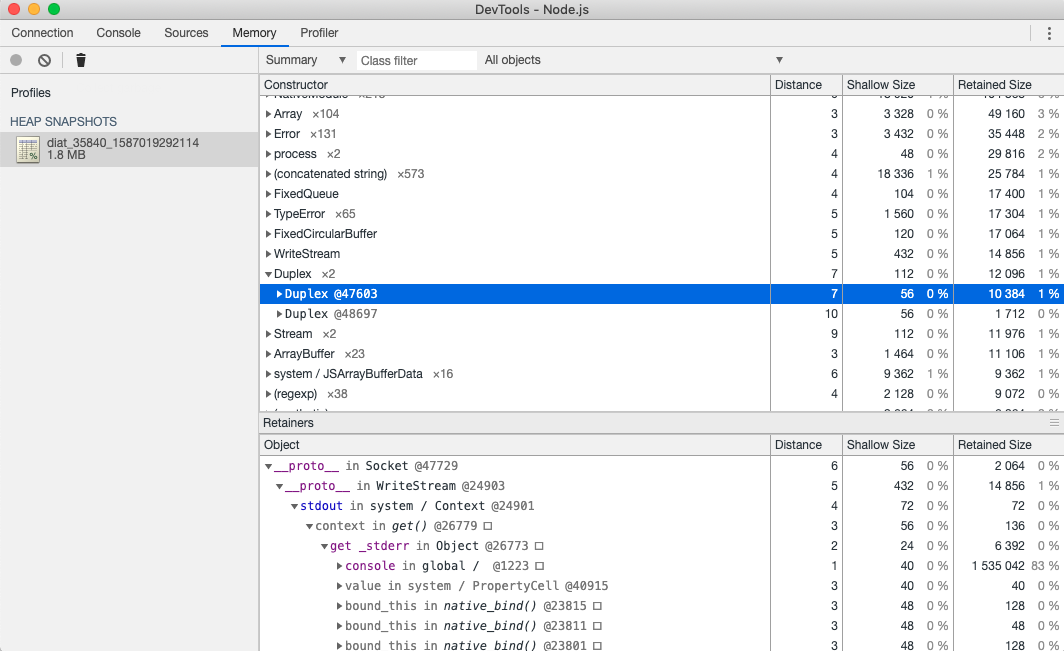 DevTools - Node.js
Connection Console Sources Memory Profiler
Summary ▼ Class filter All objects ▼
Profiles
HEAP SNAPSHOTS
diat_35840_1587019292114
1.8 MB
Constructor Distance Shallow Size Retained Size
Array ×104 3 3 328 0 % 49 160 3 %
Error ×131 3 3 432 0 % 35 448 2 %
process ×2 4 48 0 % 29 816 2 %
(concatenated string) ×573 4 18 336 1 % 25 784 1 %
FixedQueue 4 104 0 % 17 400 1 %
TypeError ×65 5 1 560 0 % 17 304 1 %
FixedCircularBuffer 5 120 0 % 17 064 1 %
WriteStream 5 432 0 % 14 856 1 %
Duplex ×2 7 112 0 % 12 096 1 %
Duplex @47603 7 56 0 % 10 384 1 %
Duplex @48697 10 56 0 % 1 712 0 %
Stream ×2 9 112 0 % 11 976 1 %
ArrayBuffer ×23 3 1 464 0 % 11 106 1 %
system / JSArrayBufferData ×16 6 9 362 1 % 9 362 1 %
(regexp) ×38 4 2 128 0 % 9 072 0 %
Retainers
Object Distance Shallow Size Retained Size
__proto__ in Socket @47729 6 56 0 % 2 064 0 %
__proto__ in WriteStream @24903 5 432 0 % 14 856 1 %
stdout in system / Context @24901 4 72 0 % 72 0 %
context in get() @26779 3 56 0 % 136 0 %
get _stderr in Object @26773 2 24 0 % 6 392 0 %
console in global / @1223 1 40 0 % 1 535 042 83 %
value in system / PropertyCell @40915 3 40 0 % 40 0 %
bound_this in native_bind() @23815 3 48 0 % 128 0 %
bound_this in native_bind() @23811 3 48 0 % 48 0 %
bound_this in native_bind() @23801 3 48 0 % 128 0 %